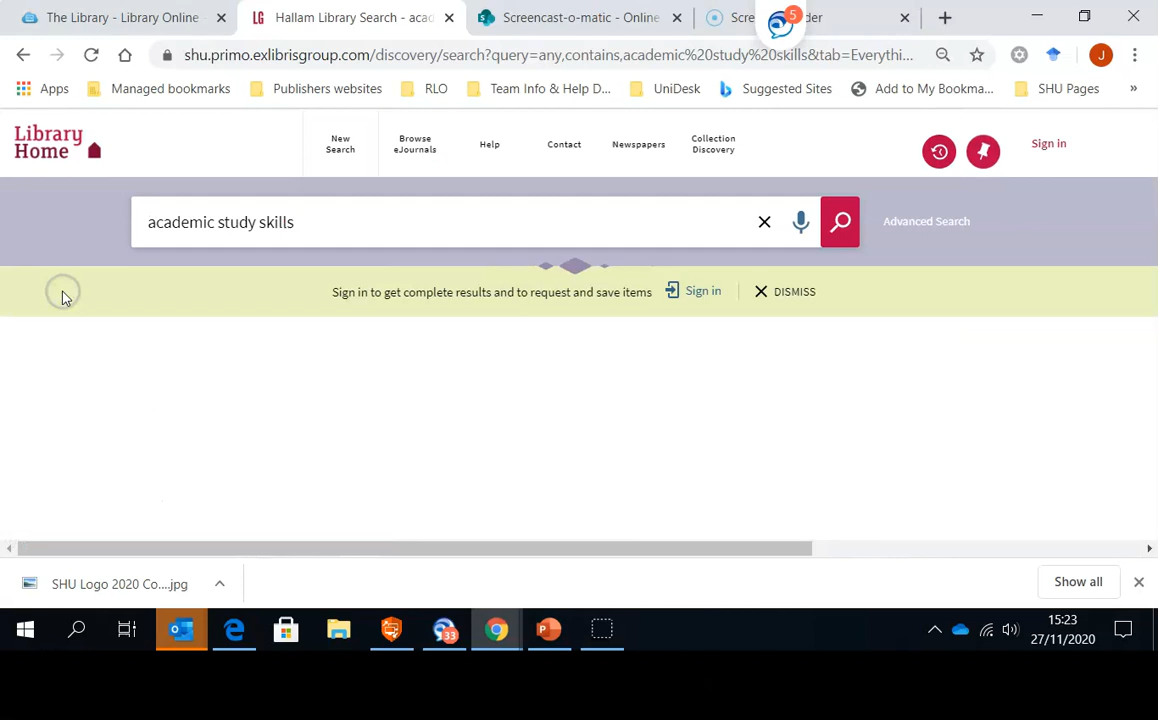 The Library - Library Online
Hallam Library Search - acad
Screencast-o-matic - Online
Scre
der
5
shu.primo.exlibrisgroup.com/discovery/search?query=any,contains,academic%20study%20skills&tab=Everythi...
J
Apps
Managed bookmarks
Publishers websites
RLO
Team Info & Help D...
UniDesk
Suggested Sites
Add to My Bookma...
SHU Pages
»
Library
Home
New
Search
Browse
eJournals
Help
Contact
Newspapers
Collection
Discovery
Sign in
academic study skills
Advanced Search
Sign in to get complete results and to request and save items
Sign in
DISMISS
SHU Logo 2020 Co....jpg
Show all
33
15:23
27/11/2020